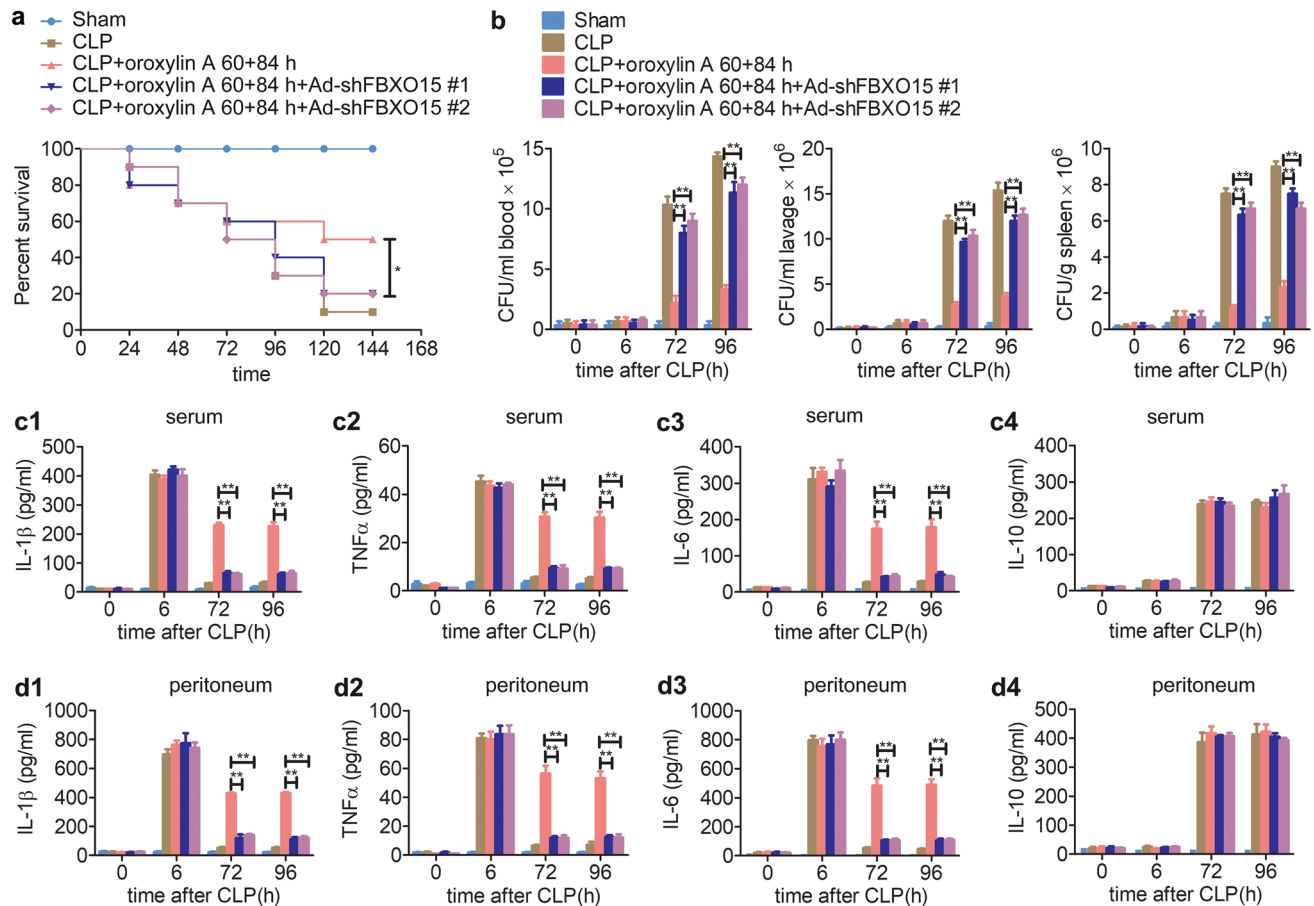 a
Sham
CLP
CLP+oroxylin A 60+84 h
CLP+oroxylin A 60+84 h+Ad-shFBXO15 #1
CLP+oroxylin A 60+84 h+Ad-shFBXO15 #2
Percent survival
100
80
60
40
20
0
0 24 48 72 96 120 144 168
time
*
b
Sham
CLP
CLP+oroxylin A 60+84 h
CLP+oroxylin A 60+84 h+Ad-shFBXO15 #1
CLP+oroxylin A 60+84 h+Ad-shFBXO15 #2
CFU/ml blood × 10⁵
15
10
5
0
** ** ** **
0 6 72 96
time after CLP(h)
CFU/ml lavage × 10⁶
20
15
10
5
0
** ** ** **
0 6 72 96
time after CLP(h)
CFU/g spleen × 10⁶
10
8
6
4
2
0
** ** ** **
0 6 72 96
time after CLP(h)
c1
serum
IL-1β (pg/ml)
500
400
300
200
100
0
** ** ** **
0 6 72 96
time after CLP(h)
c2
serum
TNFα (pg/ml)
60
40
20
0
** ** ** **
0 6 72 96
time after CLP(h)
c3
serum
IL-6 (pg/ml)
400
300
200
100
0
** ** ** **
0 6 72 96
time after CLP(h)
c4
serum
IL-10 (pg/ml)
400
300
200
100
0
0 6 72 96
time after CLP(h)
d1
peritoneum
IL-1β (pg/ml)
1000
800
600
400
200
0
** ** ** **
0 6 72 96
time after CLP(h)
d2
peritoneum
TNFα (pg/ml)
100
80
60
40
20
0
** ** ** **
0 6 72 96
time after CLP(h)
d3
peritoneum
IL-6 (pg/ml)
1000
800
600
400
200
0
** ** ** **
0 6 72 96
time after CLP(h)
d4
peritoneum
IL-10 (pg/ml)
500
400
300
200
100
0
0 6 72 96
time after CLP(h)